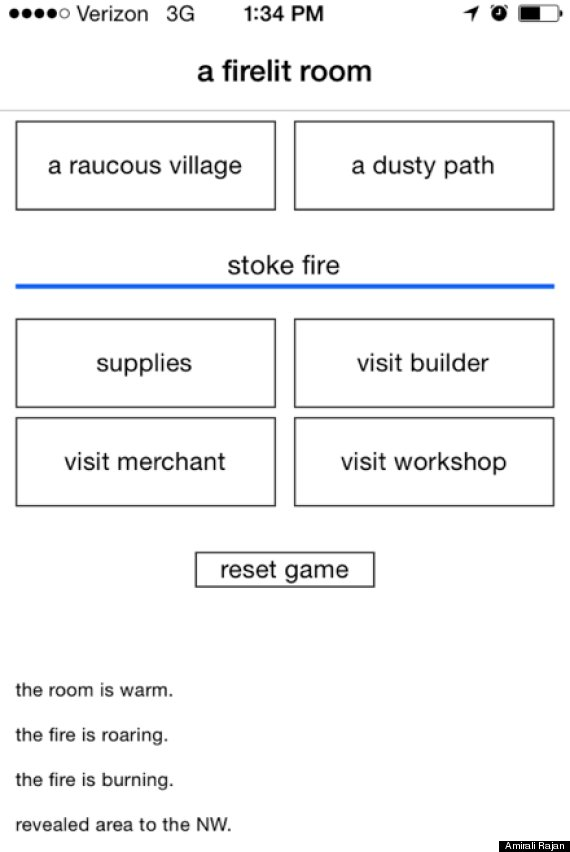 Verizon 3G 1:34 PM
a firelit room
a raucous village a dusty path
stoke fire
supplies visit builder
visit merchant visit workshop
reset game
the room is warm.
the fire is roaring.
the fire is burning.
revealed area to the NW.
Amirali Rajan